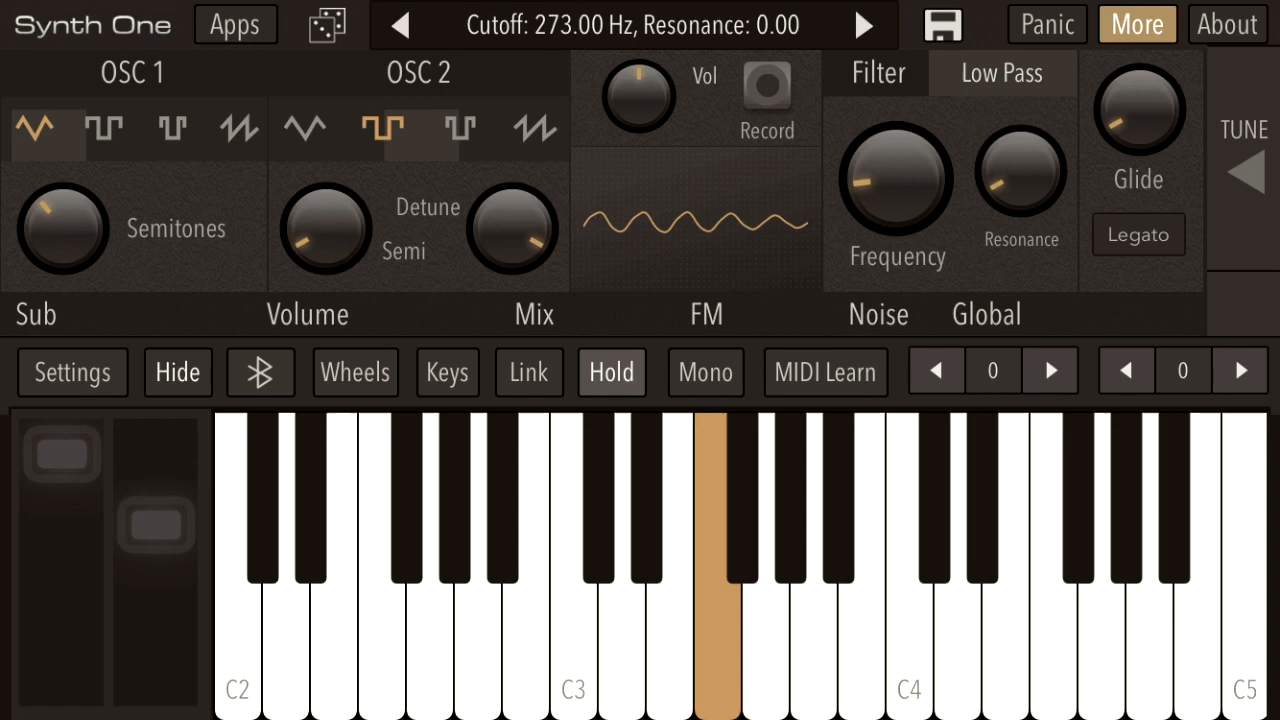 Synth One Apps Cutoff: 273.00 Hz, Resonance: 0.00 Panic More About
OSC 1 OSC 2 Vol Filter Low Pass
Record
TUNE
Glide
Semitones Detune
Semi
Legato
Resonance
Frequency
Sub Volume Mix FM Noise Global
Settings Hide Wheels Keys Link Hold Mono MIDI Learn 0 0
C2 C3 C4 C5